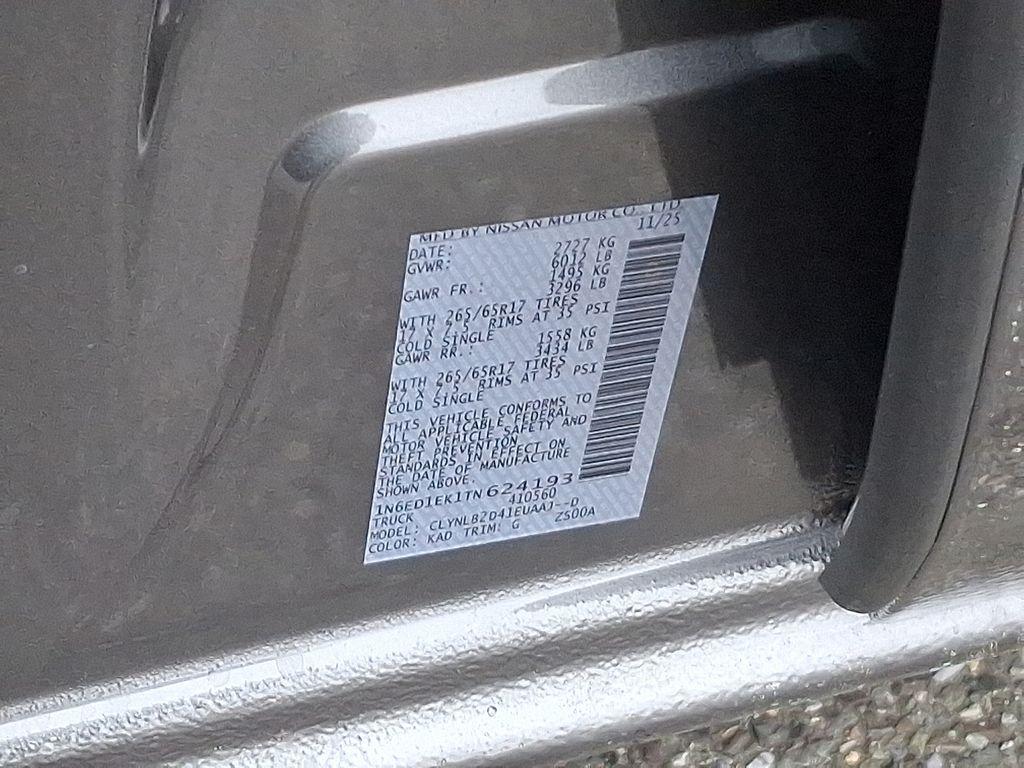 MFD BY NISSAN MOTOR CO., LTD.
DATE: 11/25
GVWR: 2727 KG
6012 LB
GAWR FR.: 1495 KG
3296 LB
WITH 265/65R17 TIRES
17 X 7.5 RIMS AT 35 PSI
COLD SINGLE
GAWR RR.: 1558 KG
3434 LB
WITH 265/65R17 TIRES
17 X 7.5 RIMS AT 35 PSI
COLD SINGLE
THIS VEHICLE CONFORMS TO
ALL APPLICABLE FEDERAL
MOTOR VEHICLE SAFETY AND
THEFT PREVENTION
STANDARDS IN EFFECT ON
THE DATE OF MANUFACTURE
SHOWN ABOVE.
1N6ED1EK1TN624193
TRUCK 410560
MODEL: CLYNLB2D41EUAAJ--D
COLOR: KAD TRIM: G ZS00A